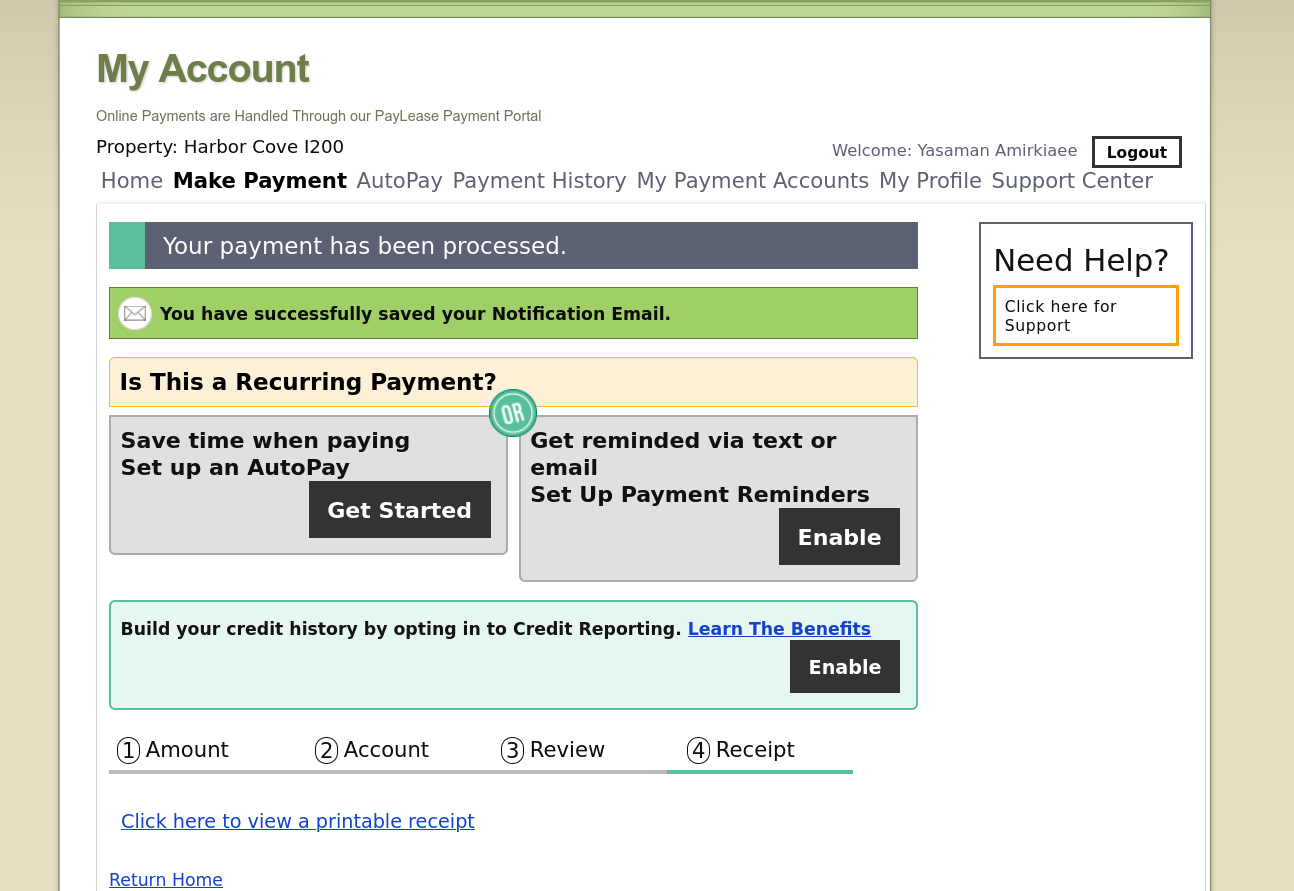 My Account
Online Payments are Handled Through our PayLease Payment Portal
Property: Harbor Cove I200
Welcome: Yasaman Amirkiaee
Logout
Home Make Payment AutoPay Payment History My Payment Accounts My Profile Support Center
Your payment has been processed.
You have successfully saved your Notification Email.
Is This a Recurring Payment?
Save time when paying
Set up an AutoPay
Get Started
OR
Get reminded via text or
email
Set Up Payment Reminders
Enable
Build your credit history by opting in to Credit Reporting. Learn The Benefits
Enable
1 Amount 2 Account 3 Review 4 Receipt
Click here to view a printable receipt
Return Home
Need Help?
Click here for
Support